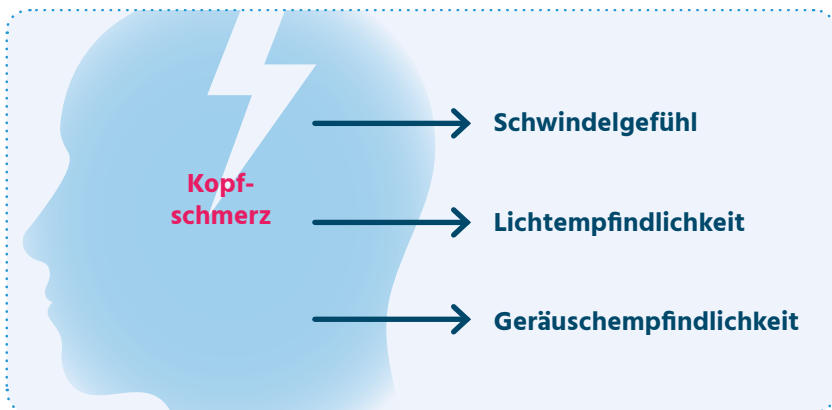 Schwindelgefühl
Kopf-
schmerz
Lichtempfindlichkeit
Geräuschempfindlichkeit